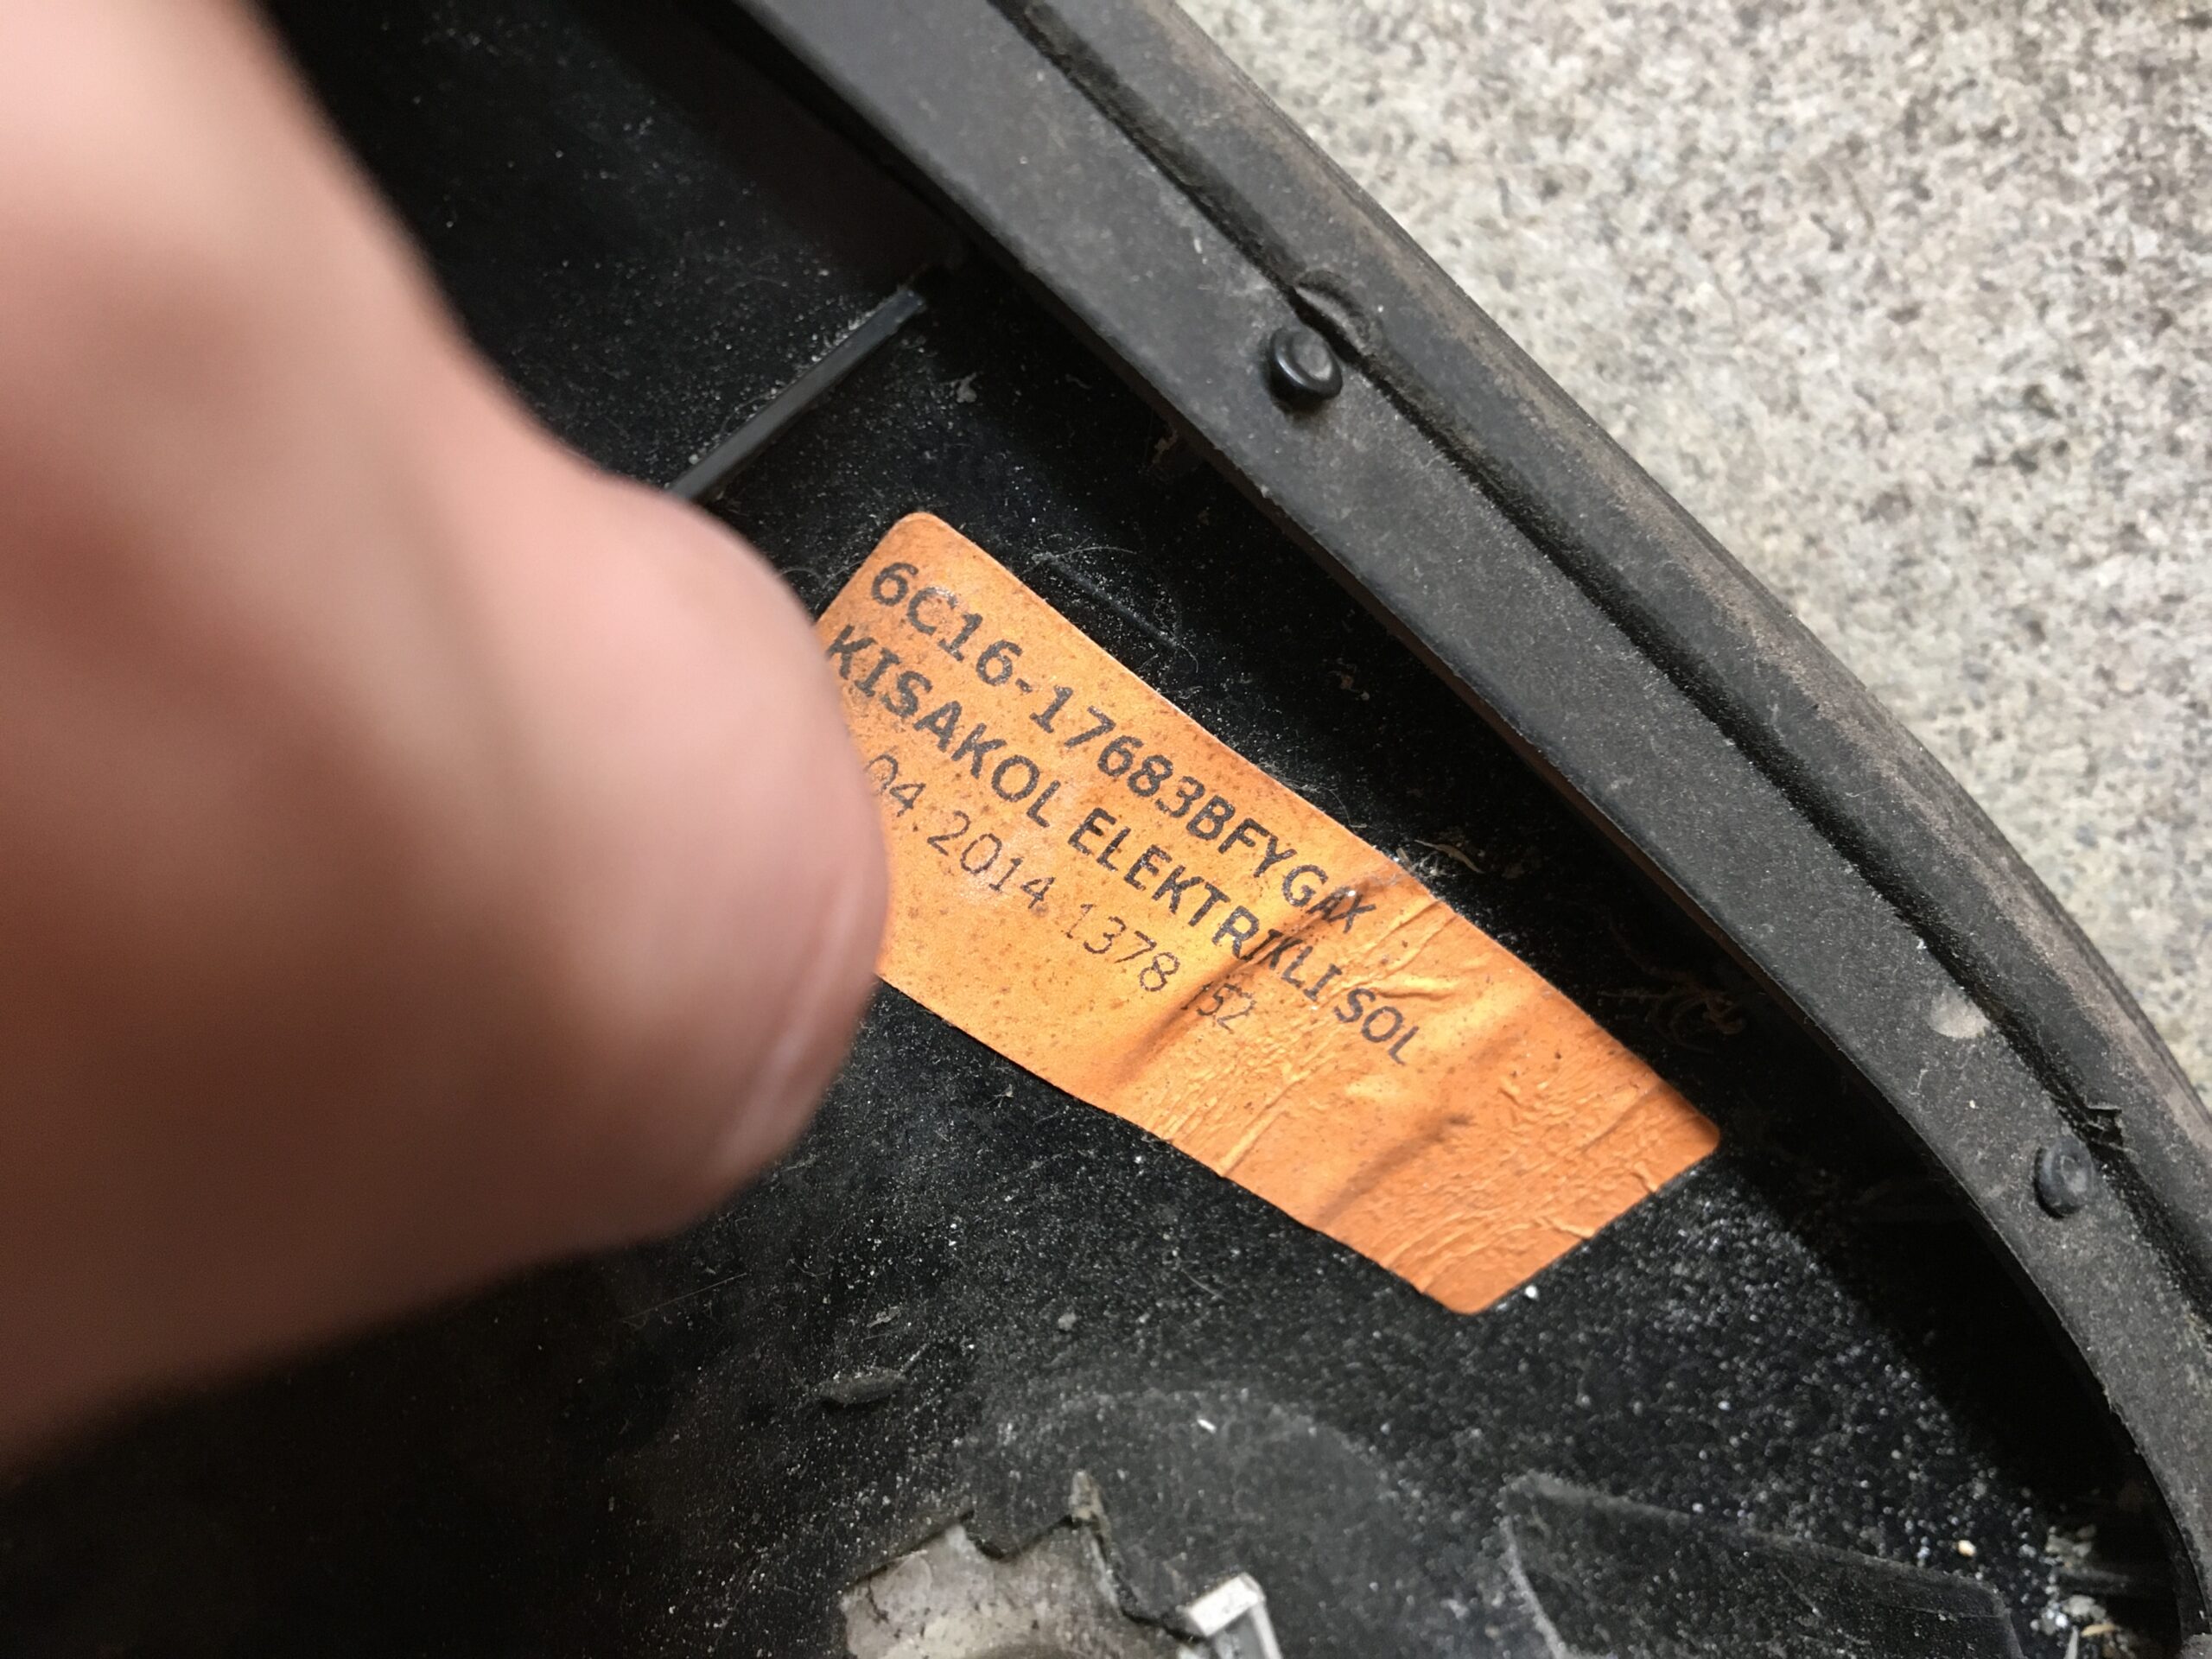 6C16-17683BFYGAX
KISAKOL ELEKTRIKLI SOL
04.2014 1378 52